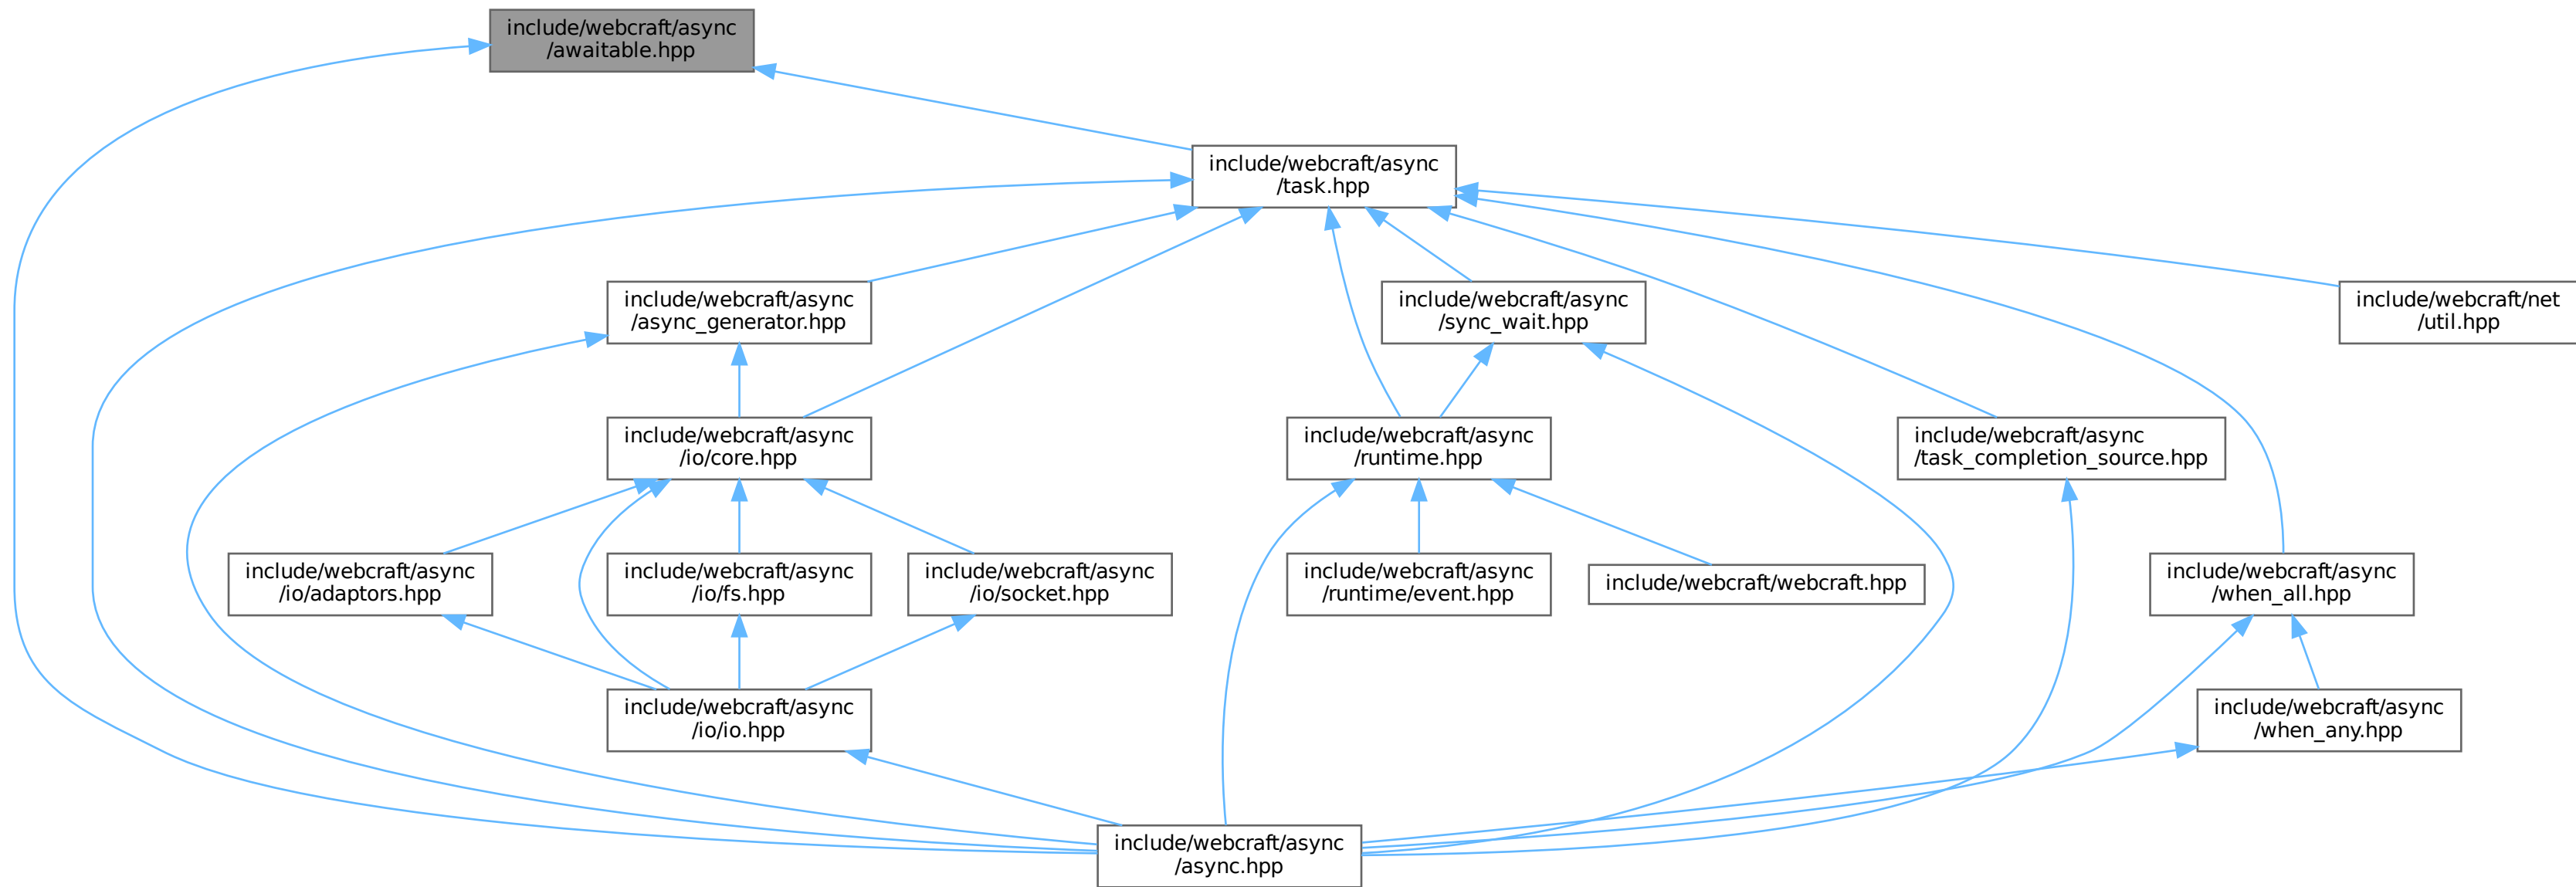 include/webcraft/async
/awaitable.hpp
include/webcraft/async
/task.hpp
include/webcraft/async
/async_generator.hpp
include/webcraft/async
/sync_wait.hpp
include/webcraft/net
/util.hpp
include/webcraft/async
/io/core.hpp
include/webcraft/async
/runtime.hpp
include/webcraft/async
/task_completion_source.hpp
include/webcraft/async
/io/adaptors.hpp
include/webcraft/async
/io/fs.hpp
include/webcraft/async
/io/socket.hpp
include/webcraft/async
/runtime/event.hpp
include/webcraft/webcraft.hpp
include/webcraft/async
/when_all.hpp
include/webcraft/async
/io/io.hpp
include/webcraft/async
/when_any.hpp
include/webcraft/async
/async.hpp